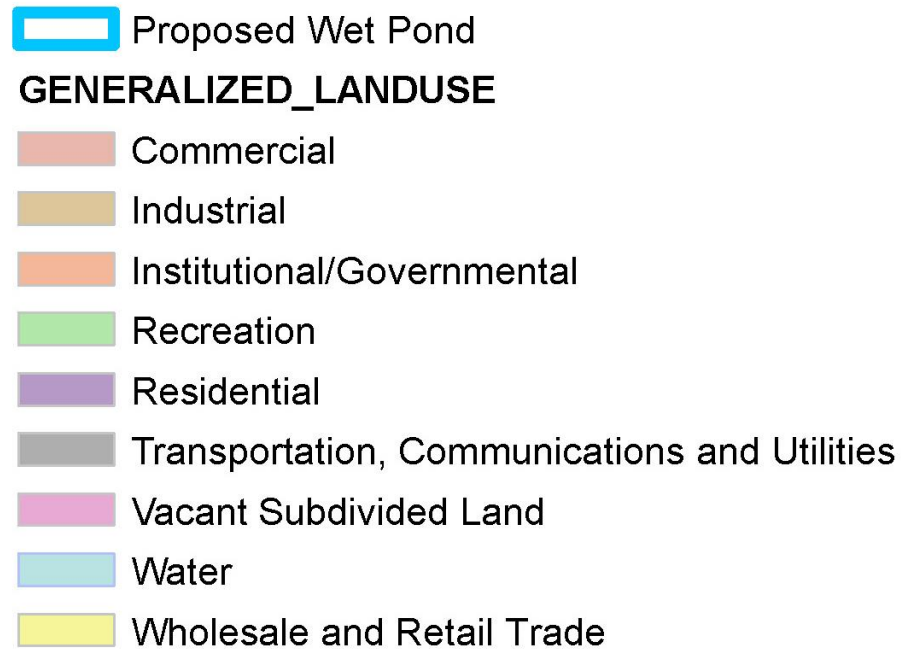 Proposed Wet Pond
GENERALIZED_LANDUSE
Commercial
Industrial
Institutional/Governmental
Recreation
Residential
Transportation, Communications and Utilities
Vacant Subdivided Land
Water
Wholesale and Retail Trade